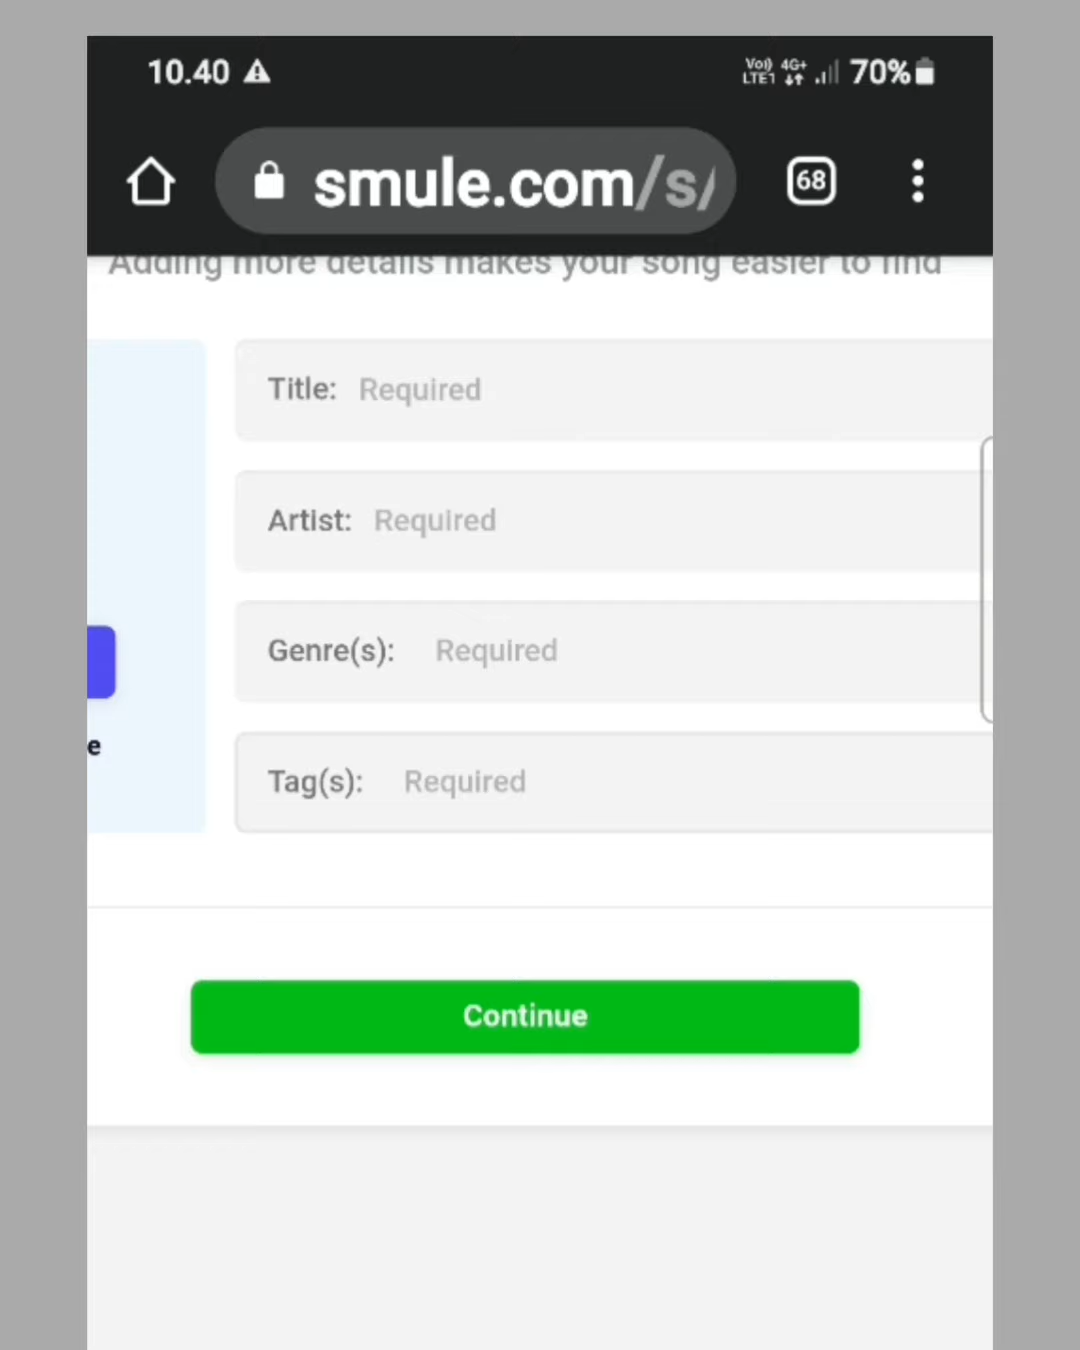 10.40
Vo)) 4G+ 70%
LTE1
smule.com/s/
68
Adding more details makes your song easier to find
Title: Required
Artist: Required
Genre(s): Required
e
Tag(s): Required
Continue